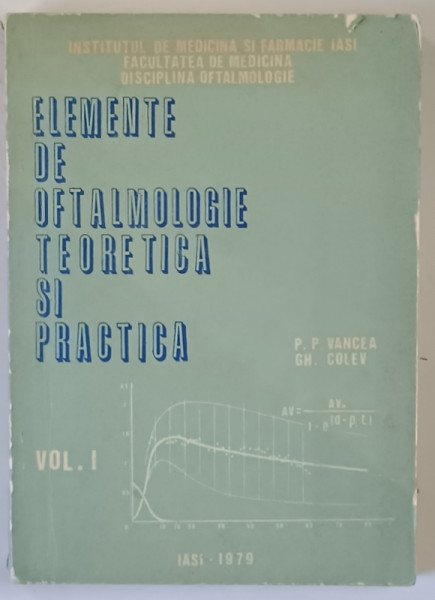 INSTITUTUL DE MEDICINA SI FARMACIE IASI
FACULTATEA DE MEDICINA
DISCIPLINA OFTALMOLOGIE
ELEMENTE
DE
OFTALMOLOGIE
TEORETICA
SI
PRACTICA
P. P. VANCEA
GH. COLEV
VOL. I
IASI - 1979